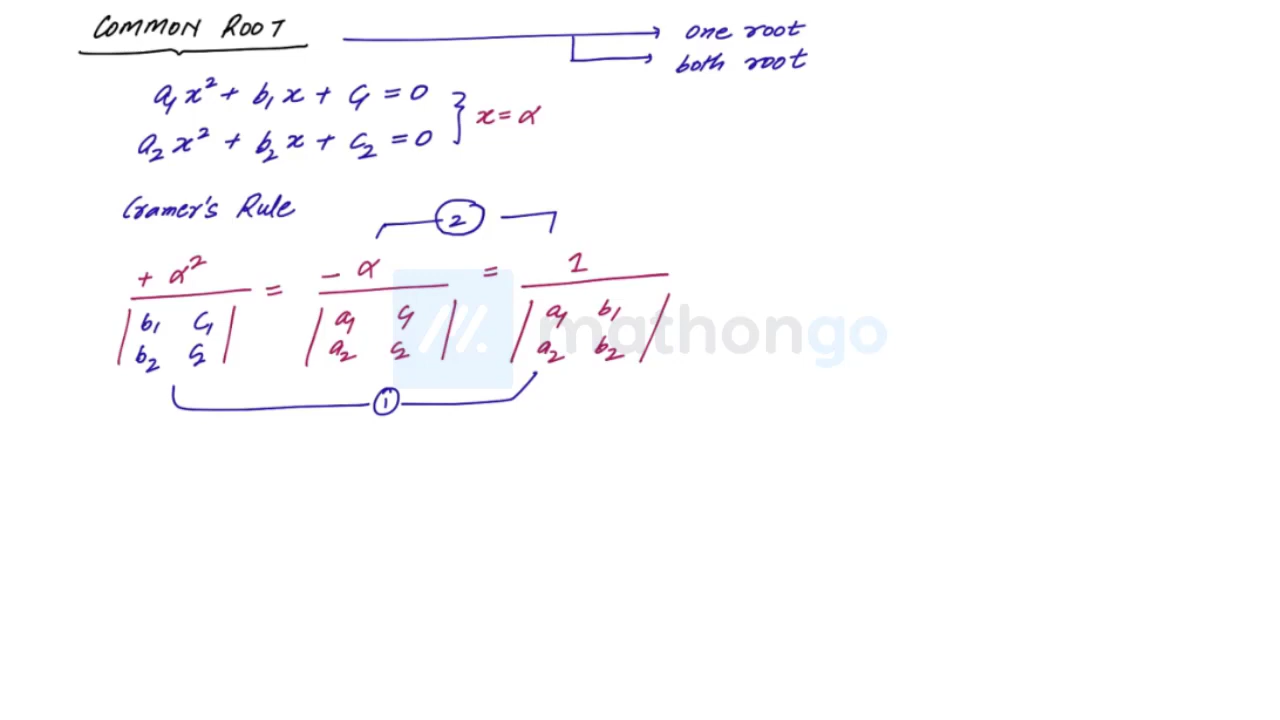 COMMON ROOT
one root
both root
a₁x² + b₁x + c₁ = 0
a₂x² + b₂x + c₂ = 0
x = α
Cramer's Rule
2
+ α² = - α = 1
b₁ c₁ a₁ c₁ a₁ b₁
b₂ c₂ a₂ c₂ a₂ b₂
mathongo
1